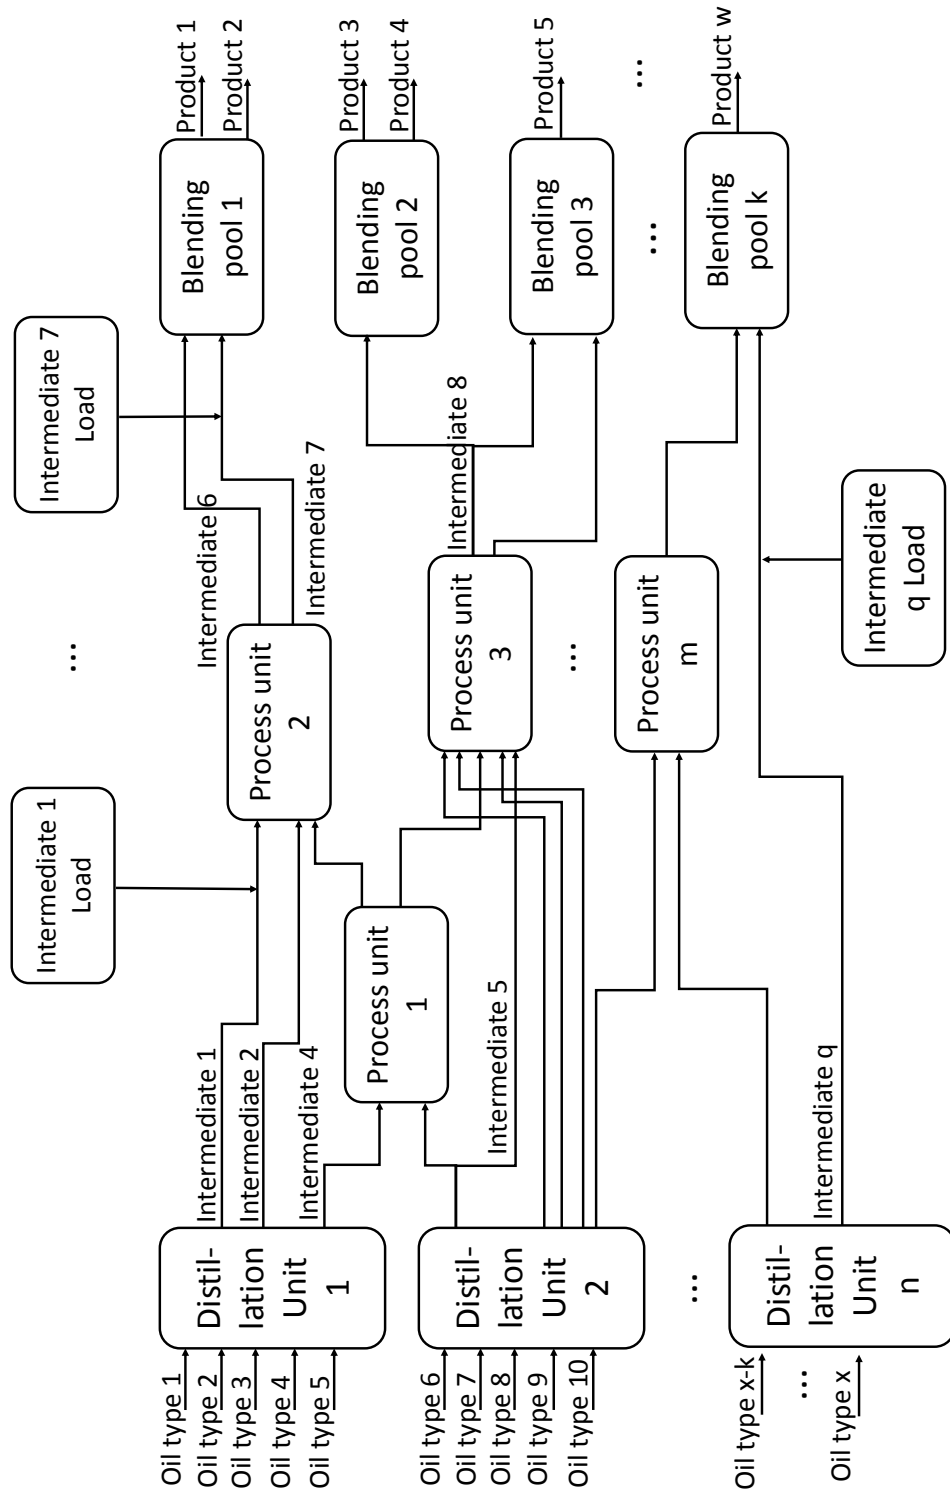 Oil type 1
Oil type 2
Oil type 3
Oil type 4
Oil type 5
Oil type 6
Oil type 7
Oil type 8
Oil type 9
Oil type 10
Oil type x-k
...
Oil type x
Distil-
lation
Unit
1
Distil-
lation
Unit
2
...
Distil-
lation
Unit
n
Intermediate 1
Intermediate 2
Intermediate 4
Intermediate 5
Intermediate q
Process unit
1
Intermediate 1
Load
...
Process unit
2
Process unit
3
...
Process unit
m
Intermediate 6
Intermediate 7
Intermediate 8
Intermediate 7
Load
Intermediate
q Load
Blending
pool 1
Blending
pool 2
Blending
pool 3
...
Blending
pool k
Product 1
Product 2
Product 3
Product 4
Product 5
...
Product w